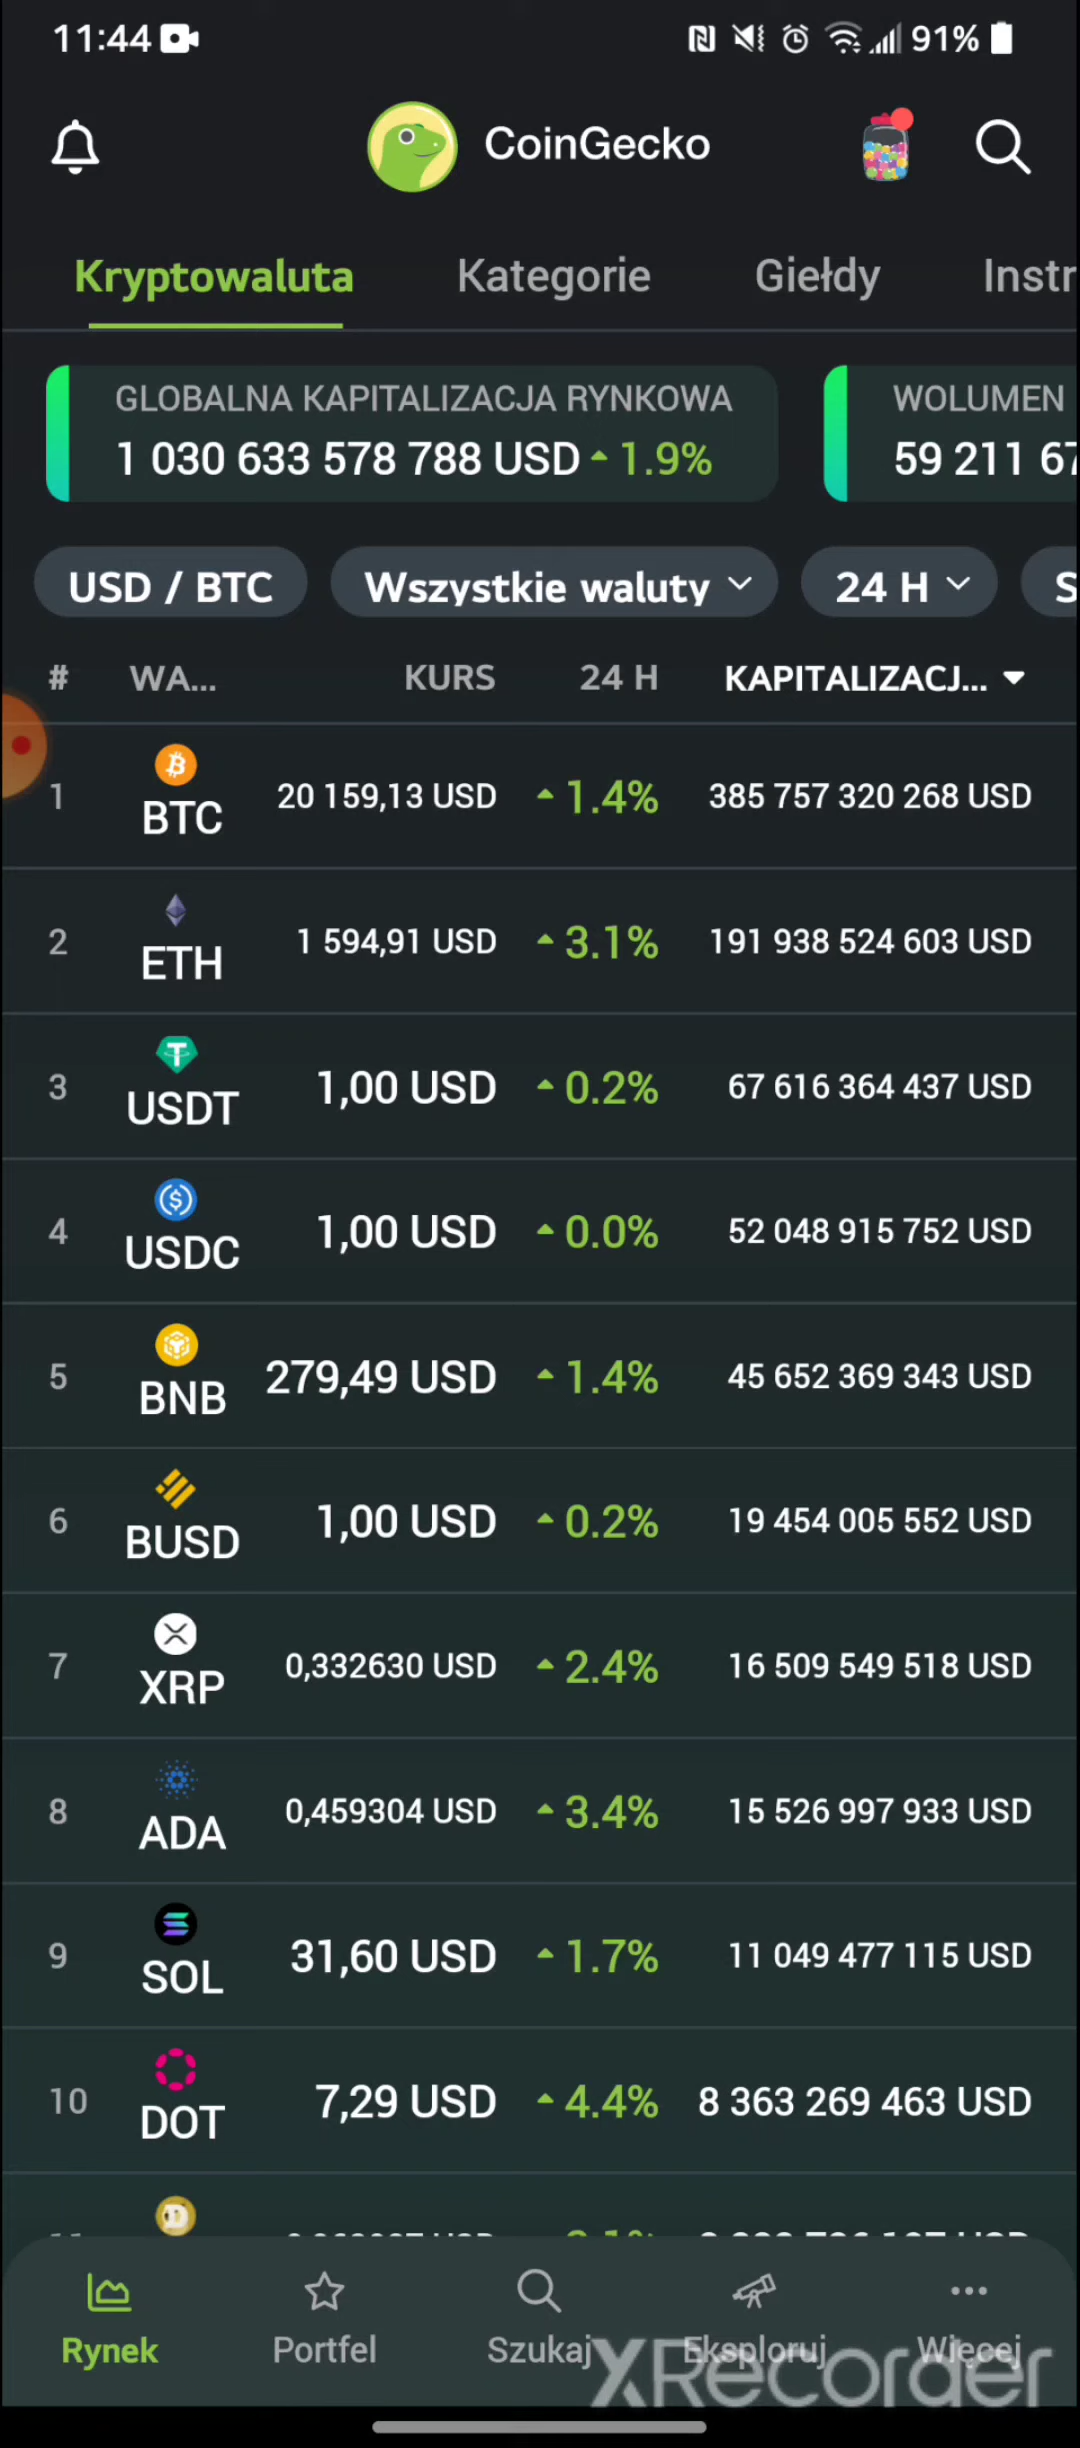 11:44 91%
CoinGecko
Kryptowaluta Kategorie Giełdy Instr
GLOBALNA KAPITALIZACJA RYNKOWA WOLUMEN
1 030 633 578 788 USD 1.9% 59 211 67
USD / BTC Wszystkie waluty 24 H S
# WA... KURS 24 H KAPITALIZACJ...
1 BTC 20 159,13 USD 1.4% 385 757 320 268 USD
2 ETH 1 594,91 USD 3.1% 191 938 524 603 USD
3 USDT 1,00 USD 0.2% 67 616 364 437 USD
4 USDC 1,00 USD 0.0% 52 048 915 752 USD
5 BNB 279,49 USD 1.4% 45 652 369 343 USD
6 BUSD 1,00 USD 0.2% 19 454 005 552 USD
7 XRP 0,332630 USD 2.4% 16 509 549 518 USD
8 ADA 0,459304 USD 3.4% 15 526 997 933 USD
9 SOL 31,60 USD 1.7% 11 049 477 115 USD
10 DOT 7,29 USD 4.4% 8 363 269 463 USD
Rynek Portfel Szukaj Eksploruj Więcej
XRecorder